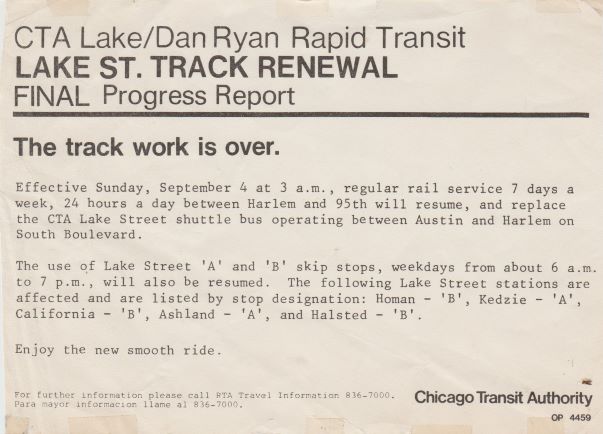 CTA Lake/Dan Ryan Rapid Transit
LAKE ST. TRACK RENEWAL
FINAL Progress Report
The track work is over.
Effective Sunday, September 4 at 3 a.m., regular rail service 7 days a
week, 24 hours a day between Harlem and 95th will resume, and replace
the CTA Lake Street shuttle bus operating between Austin and Harlem on
South Boulevard.
The use of Lake Street 'A' and 'B' skip stops, weekdays from about 6 a.m.
to 7 p.m., will also be resumed. The following Lake Street stations are
affected and are listed by stop designation: Homan - 'B', Kedzie - 'A',
California - 'B', Ashland - 'A', and Halsted - 'B'.
Enjoy the new smooth ride.
For further information please call RTA Travel Information 836-7000.
Para mayor informacion llame al 836-7000.
Chicago Transit Authority
OP 4459